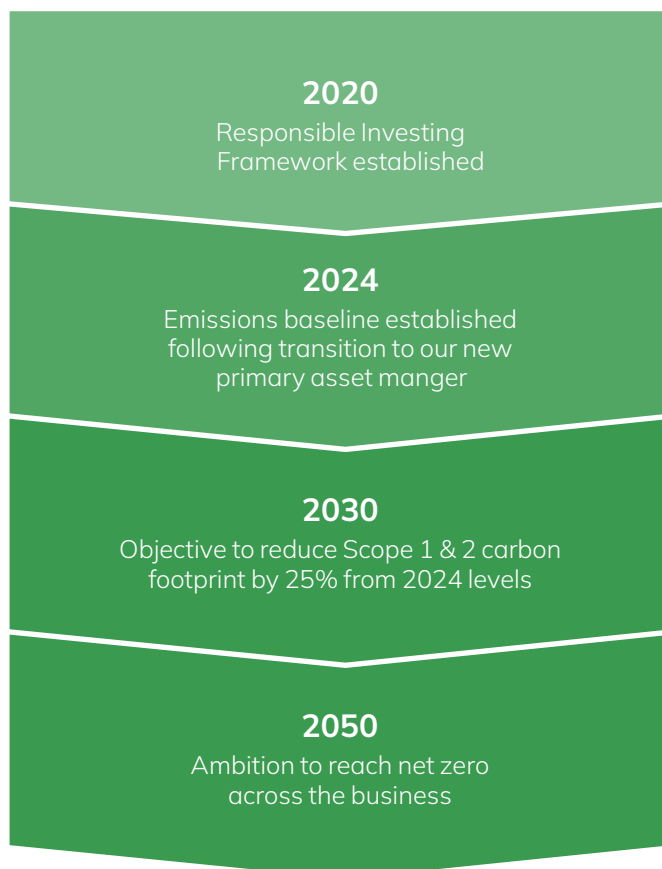 2020
Responsible Investing
Framework established
2024
Emissions baseline established
following transition to our new
primary asset manger
2030
Objective to reduce Scope 1 & 2 carbon
footprint by 25% from 2024 levels
2050
Ambition to reach net zero
across the business